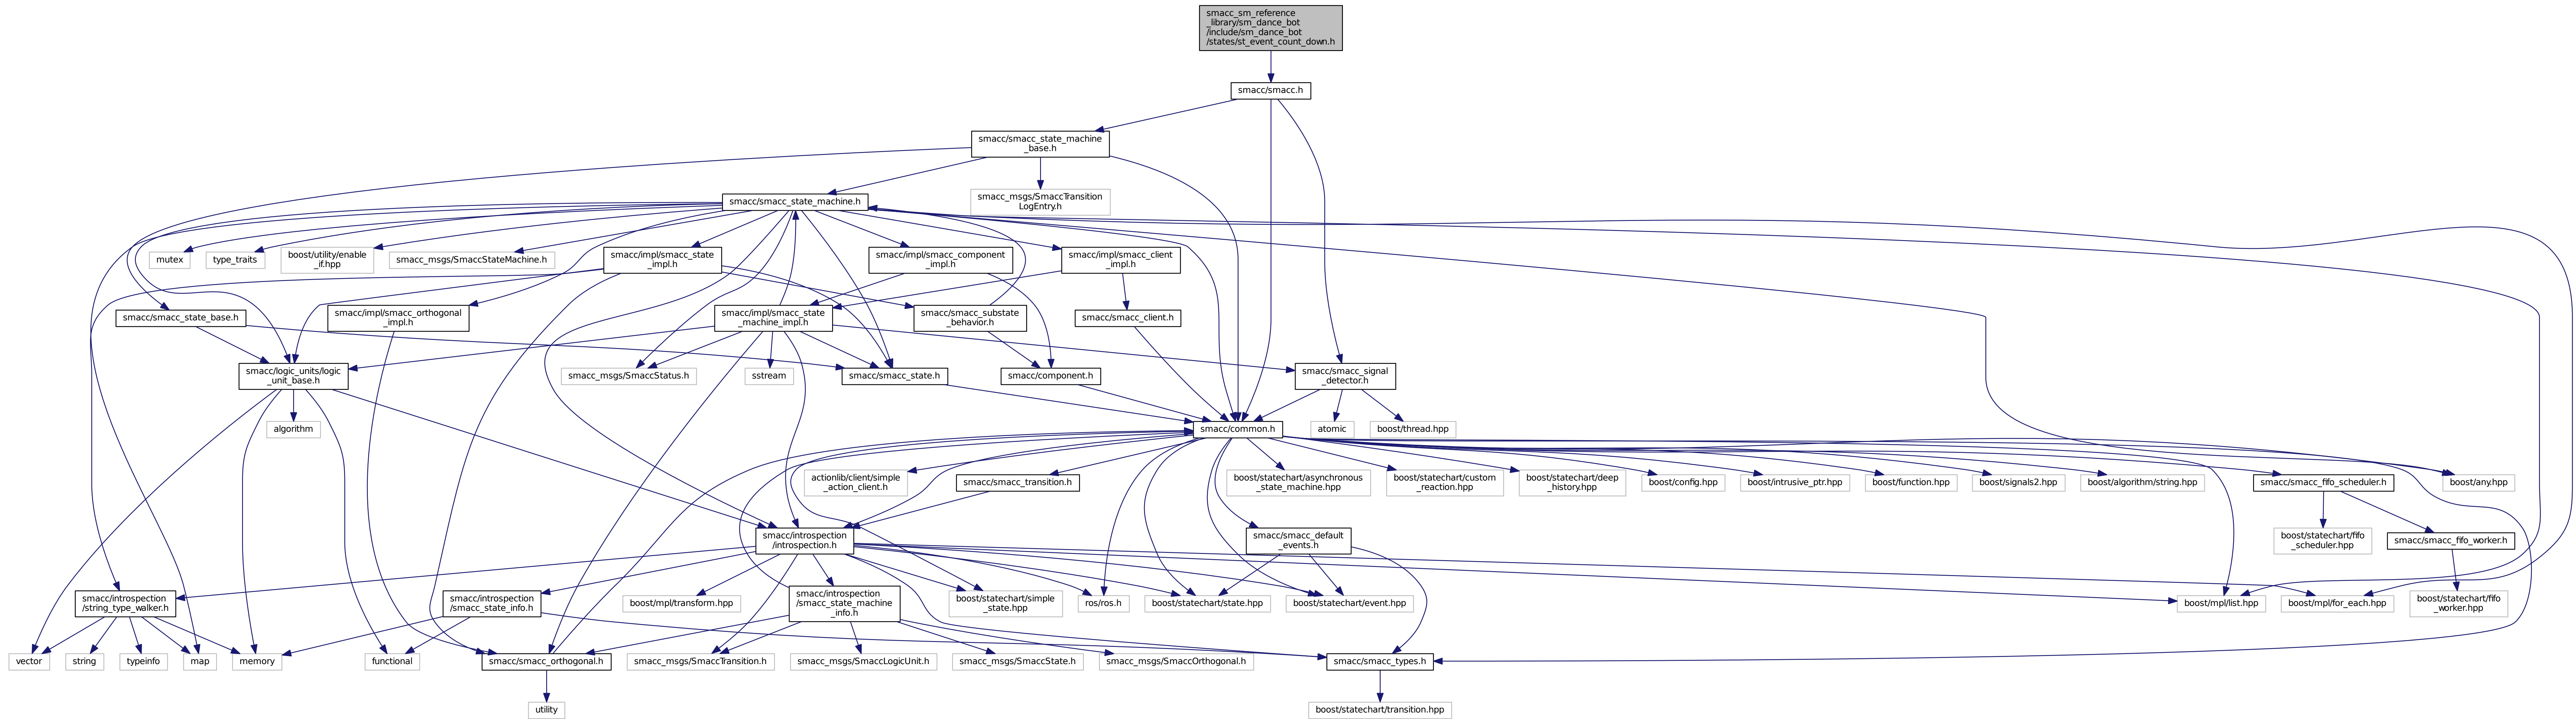 smacc_sm_reference
_library/sm_dance_bot
/include/sm_dance_bot
/states/st_event_count_down.h
smacc/smacc.h
smacc/smacc_state_machine
_base.h
smacc/smacc_state_machine.h
smacc_msgs/SmaccTransition
LogEntry.h
mutex
type_traits
boost/utility/enable
_if.hpp
smacc_msgs/SmaccStateMachine.h
smacc/impl/smacc_state
_impl.h
smacc/impl/smacc_component
_impl.h
smacc/impl/smacc_client
_impl.h
smacc/smacc_state_base.h
smacc/impl/smacc_orthogonal
_impl.h
smacc/impl/smacc_state
_machine_impl.h
smacc/smacc_substate
_behavior.h
smacc/smacc_client.h
smacc/logic_units/logic
_unit_base.h
smacc_msgs/SmaccStatus.h
sstream
smacc/smacc_state.h
smacc/component.h
smacc/smacc_signal
_detector.h
algorithm
smacc/common.h
atomic
boost/thread.hpp
actionlib/client/simple
_action_client.h
smacc/smacc_transition.h
boost/statechart/asynchronous
_state_machine.hpp
boost/statechart/custom
_reaction.hpp
boost/statechart/deep
_history.hpp
boost/config.hpp
boost/intrusive_ptr.hpp
boost/function.hpp
boost/signals2.hpp
boost/algorithm/string.hpp
smacc/smacc_fifo_scheduler.h
boost/any.hpp
smacc/introspection
/introspection.h
smacc/smacc_default
_events.h
boost/statechart/fifo
_scheduler.hpp
smacc/smacc_fifo_worker.h
smacc/introspection
/string_type_walker.h
smacc/introspection
/smacc_state_info.h
boost/mpl/transform.hpp
smacc/introspection
/smacc_state_machine
_info.h
boost/statechart/simple
_state.hpp
ros/ros.h
boost/statechart/state.hpp
boost/statechart/event.hpp
boost/mpl/list.hpp
boost/mpl/for_each.hpp
boost/statechart/fifo
_worker.hpp
vector
string
typeinfo
map
memory
functional
smacc/smacc_orthogonal.h
smacc_msgs/SmaccTransition.h
smacc_msgs/SmaccLogicUnit.h
smacc_msgs/SmaccState.h
smacc_msgs/SmaccOrthogonal.h
smacc/smacc_types.h
utility
boost/statechart/transition.hpp